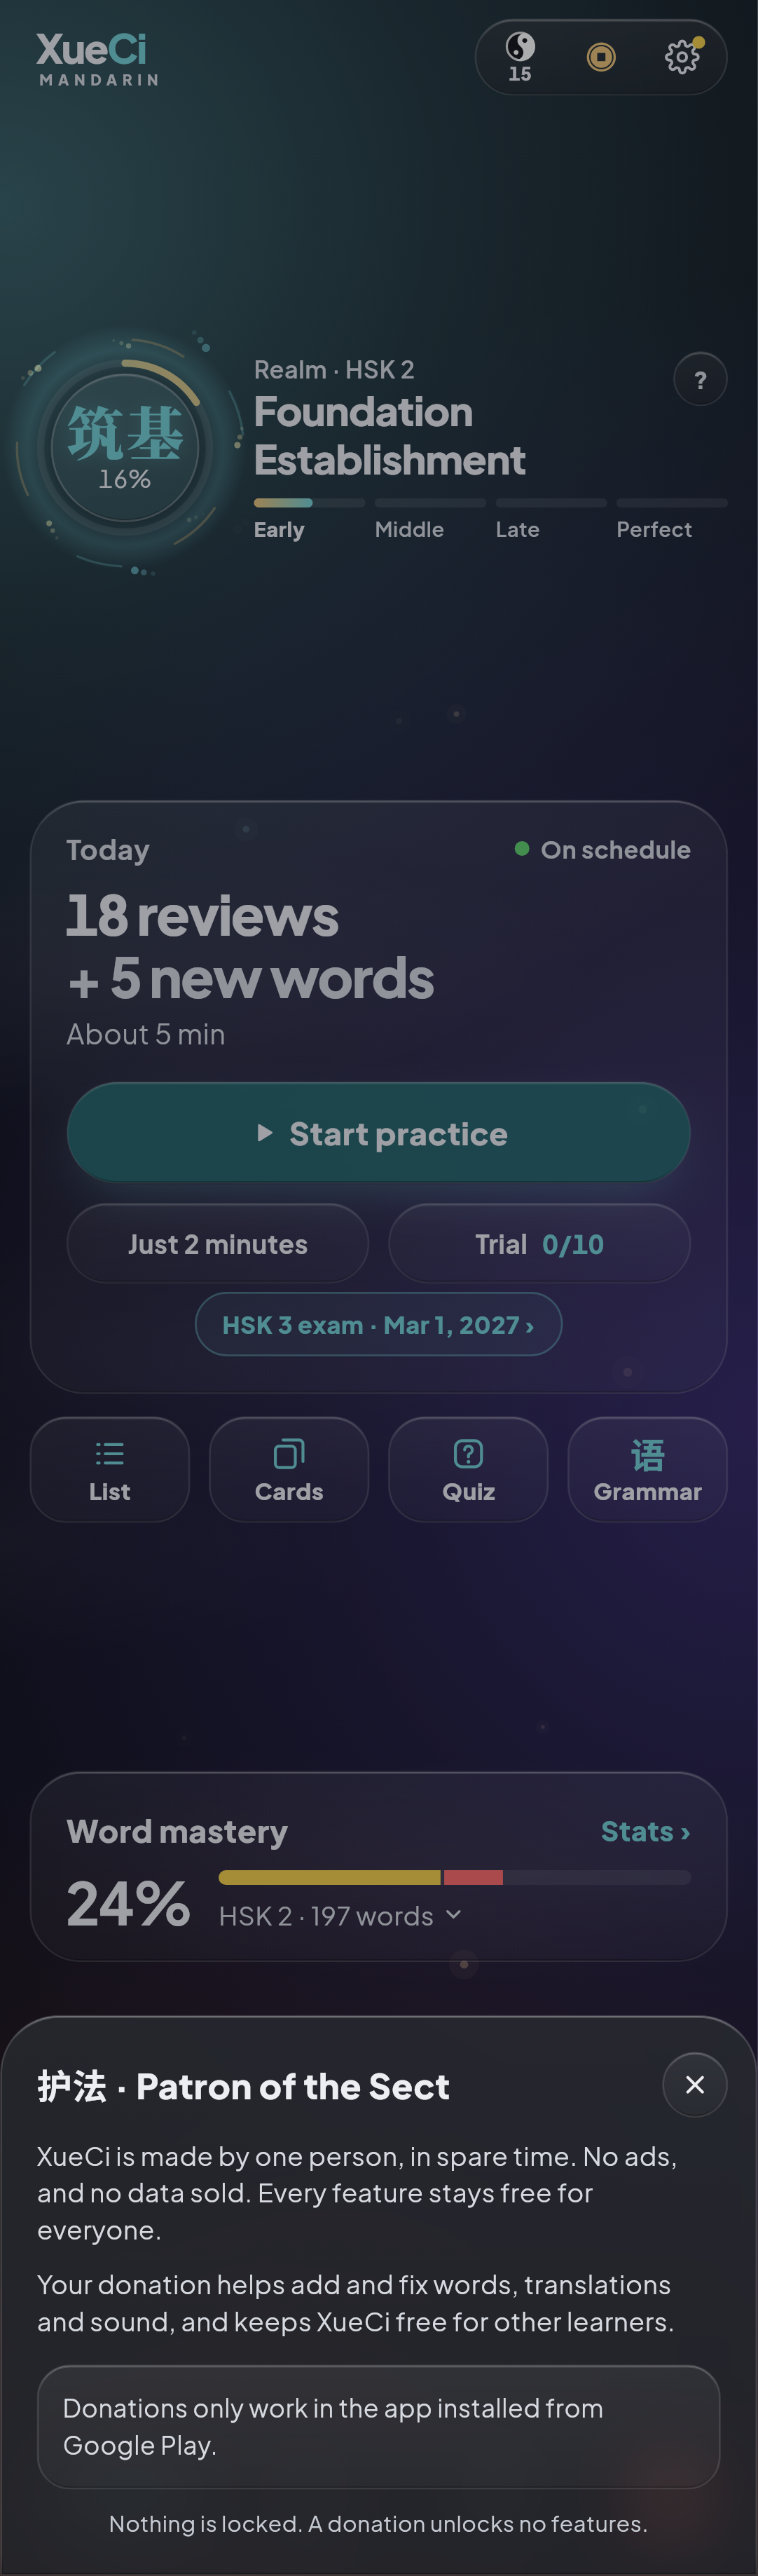 XueCi
MANDARIN
15
筑基
16%
Realm · HSK 2
?
Foundation
Establishment
Early Middle Late Perfect
Today
On schedule
18 reviews
+ 5 new words
About 5 min
Start practice
Just 2 minutes
Trial 0/10
HSK 3 exam · Mar 1, 2027 ›
List
Cards
Quiz
语
Grammar
Word mastery
Stats ›
24%
HSK 2 · 197 words
护法 · Patron of the Sect
XueCi is made by one person, in spare time. No ads,
and no data sold. Every feature stays free for
everyone.
Your donation helps add and fix words, translations
and sound, and keeps XueCi free for other learners.
Donations only work in the app installed from
Google Play.
Nothing is locked. A donation unlocks no features.